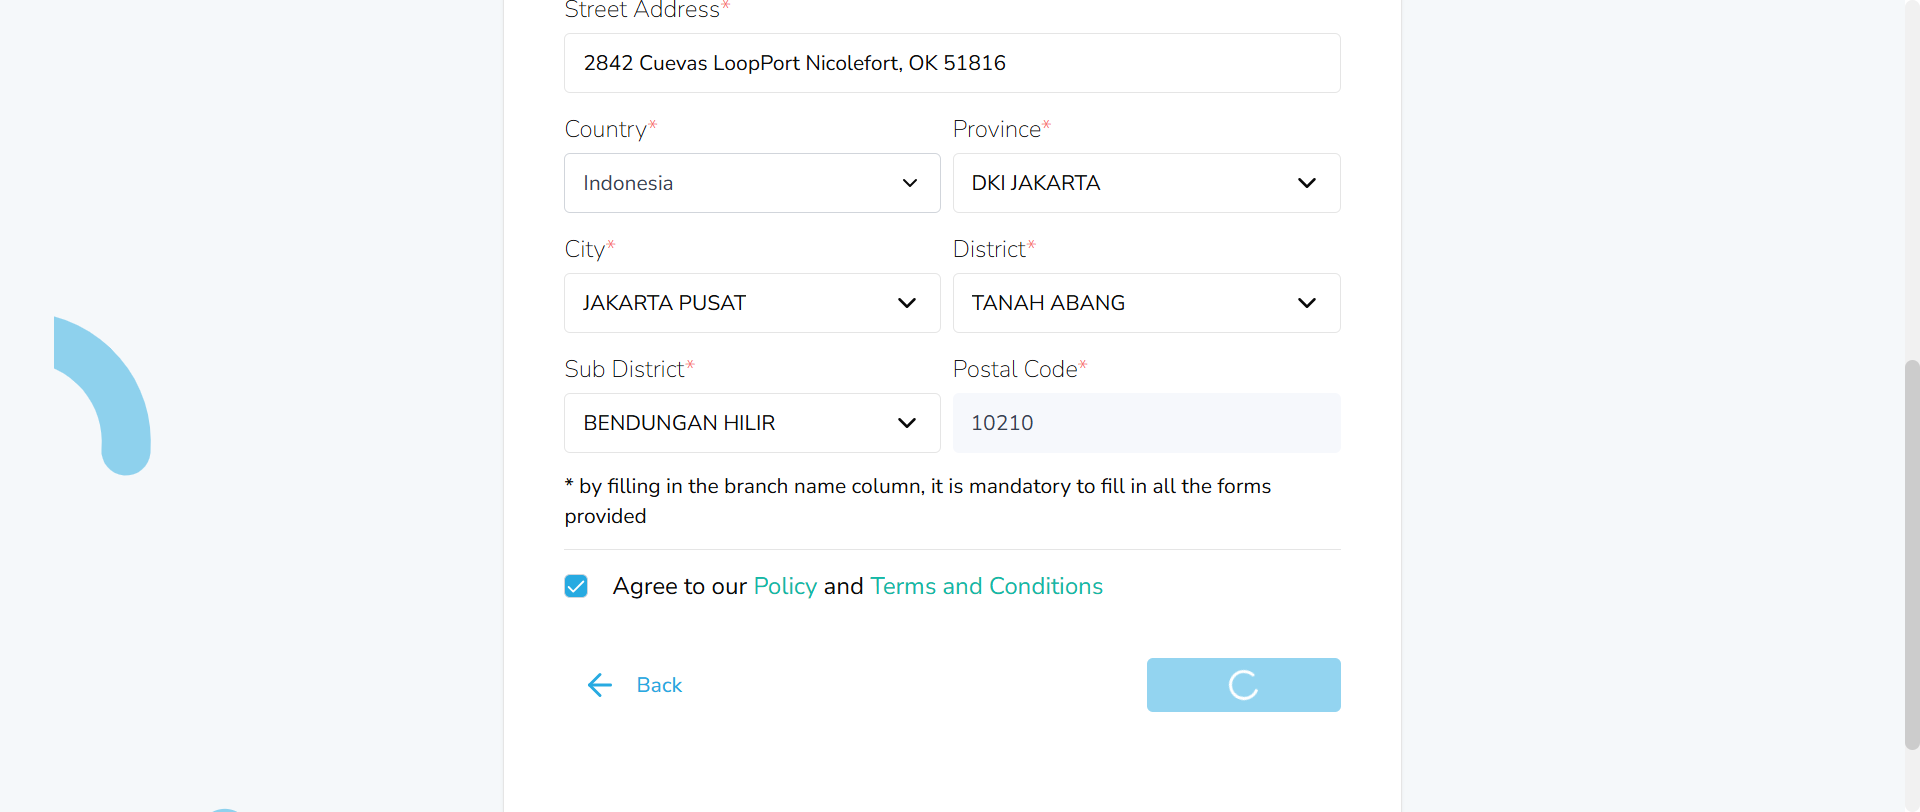 Street Address*
2842 Cuevas LoopPort Nicolefort, OK 51816
Country*
Province*
Indonesia
DKI JAKARTA
City*
District*
JAKARTA PUSAT
TANAH ABANG
Sub District*
Postal Code*
BENDUNGAN HILIR
10210
* by filling in the branch name column, it is mandatory to fill in all the forms
provided
Agree to our Policy and Terms and Conditions
Back